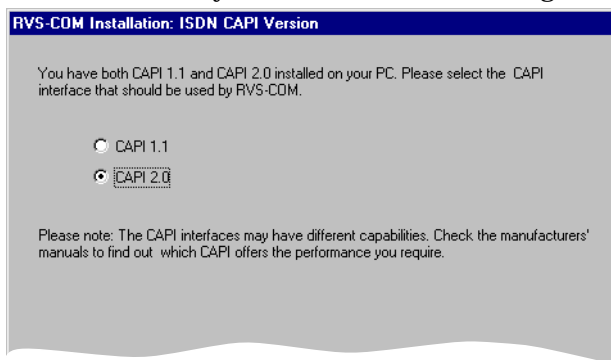 RVS-COM Installation: ISDN CAPI Version
You have both CAPI 1.1 and CAPI 2.0 installed on your PC. Please select the CAPI
interface that should be used by RVS-COM.
CAPI 1.1
CAPI 2.0
Please note: The CAPI interfaces may have different capabilities. Check the manufacturers'
manuals to find out which CAPI offers the performance you require.